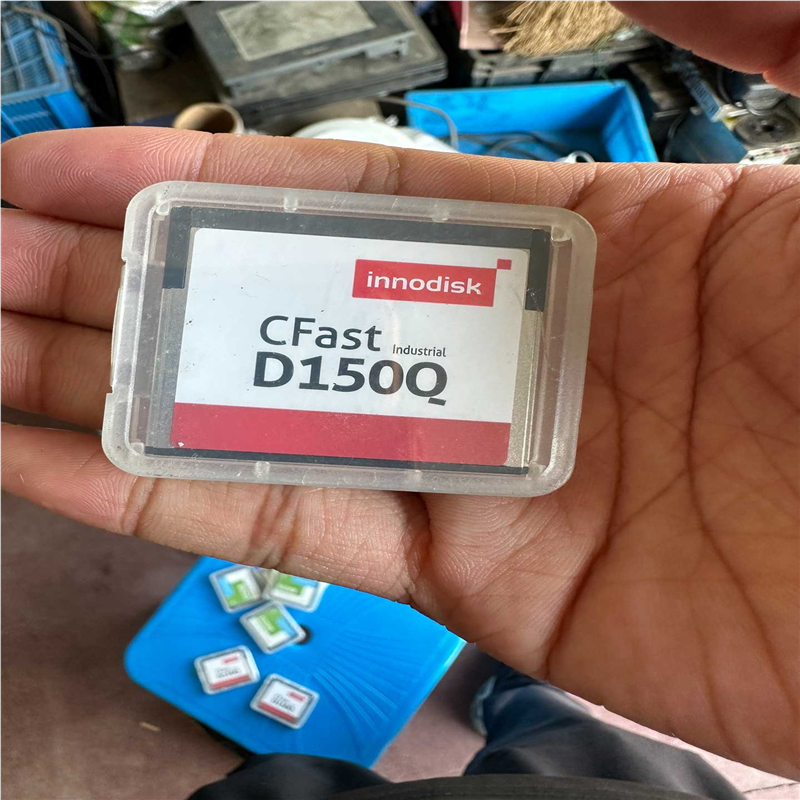 innodisk
CFast
Industrial
D150Q